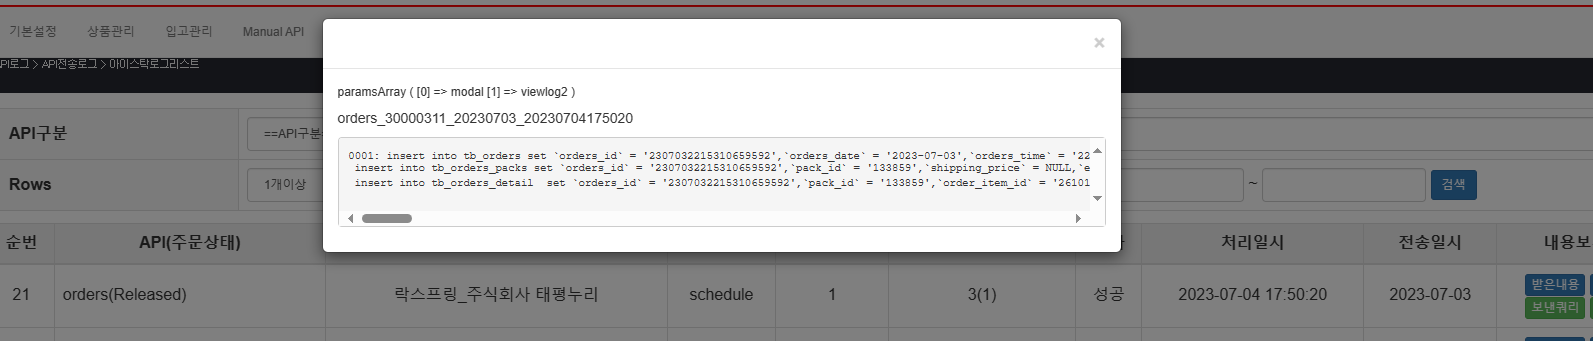 기본설정 상품관리 입고관리 Manual API
×
PI로그 > API전송로그 > 아이스탁로그리스트
paramsArray ( [0] => modal [1] => viewlog2 )
orders_30000311_20230703_20230704175020
API구분 ==API구분
0001: insert into tb_orders set `orders_id` = '2307032215310659592',`orders_date` = '2023-07-03',`orders_time` = '22
insert into tb_orders_packs set `orders_id` = '2307032215310659592',`pack_id` = '133859',`shipping_price` = NULL,`e
insert into tb_orders_detail  set `orders_id` = '2307032215310659592',`pack_id` = '133859',`order_item_id` = '26101
Rows 1개이상 ~ 검색
순번 API(주문상태) 처리일시 전송일시 내용보
21 orders(Released) 락스프링_주식회사 태평누리 schedule 1 3(1) 성공 2023-07-04 17:50:20 2023-07-03 받은내용
보낸쿼리